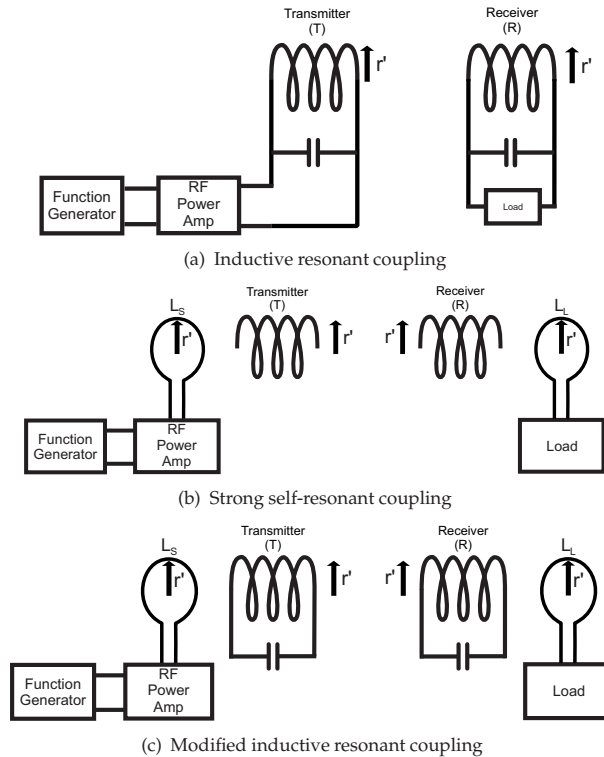 Transmitter
(T)
r'
Receiver
(R)
r'
Function
Generator
RF
Power
Amp
Load
(a) Inductive resonant coupling
L_S
r'
Transmitter
(T)
r'
Receiver
(R)
r'
L_L
r'
Function
Generator
RF
Power
Amp
Load
(b) Strong self-resonant coupling
L_S
r'
Transmitter
(T)
r'
Receiver
(R)
r'
L_L
r'
Function
Generator
RF
Power
Amp
Load
(c) Modified inductive resonant coupling